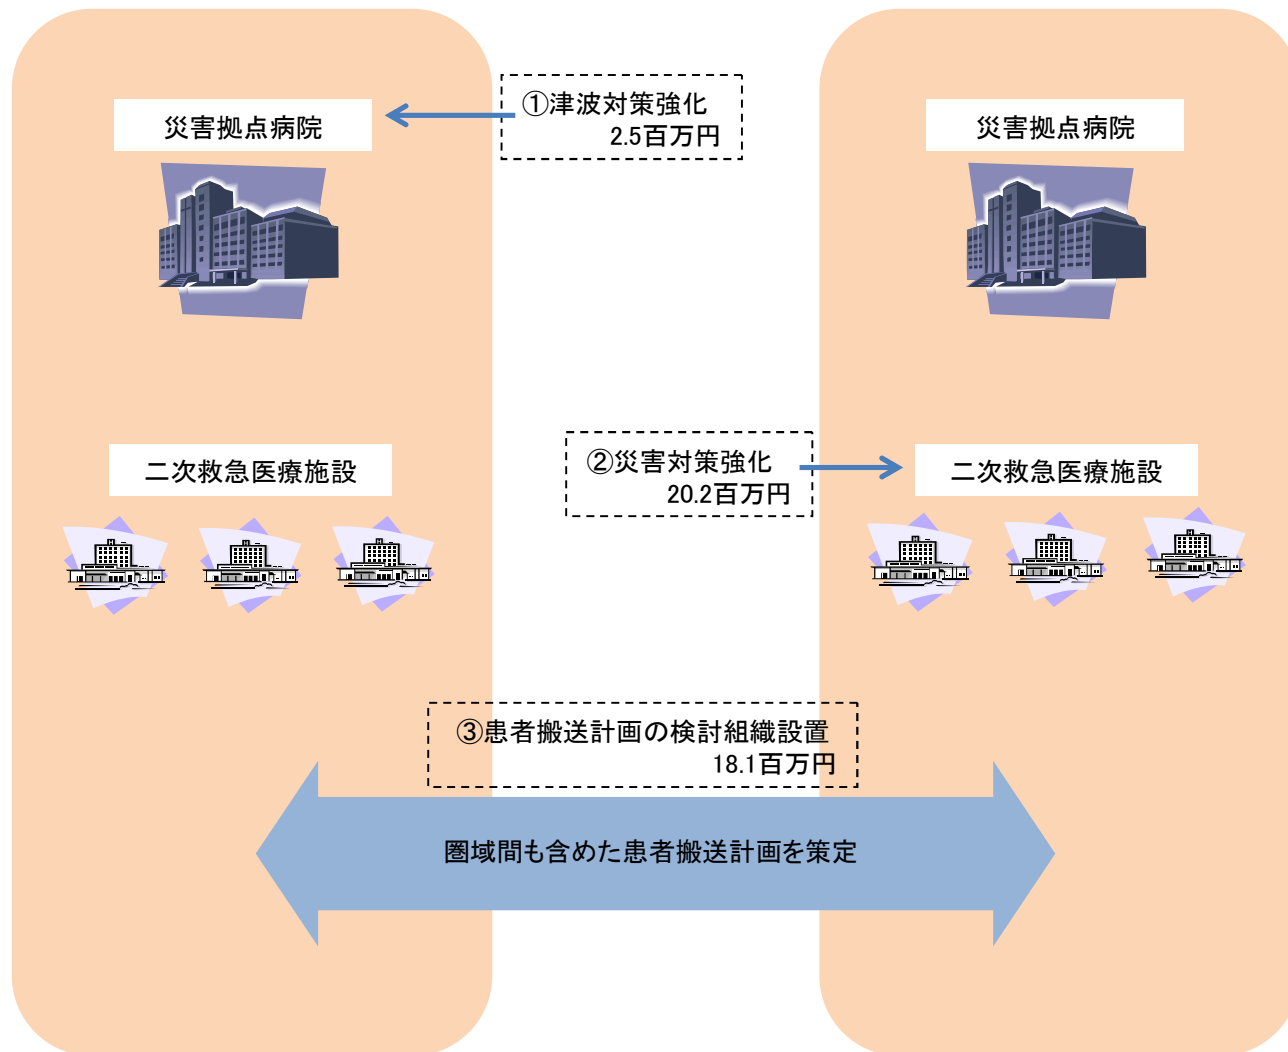 ①津波対策強化
2.5百万円
災害拠点病院
災害拠点病院
②災害対策強化
20.2百万円
二次救急医療施設
二次救急医療施設
③患者搬送計画の検討組織設置
18.1百万円
圏域間も含めた患者搬送計画を策定